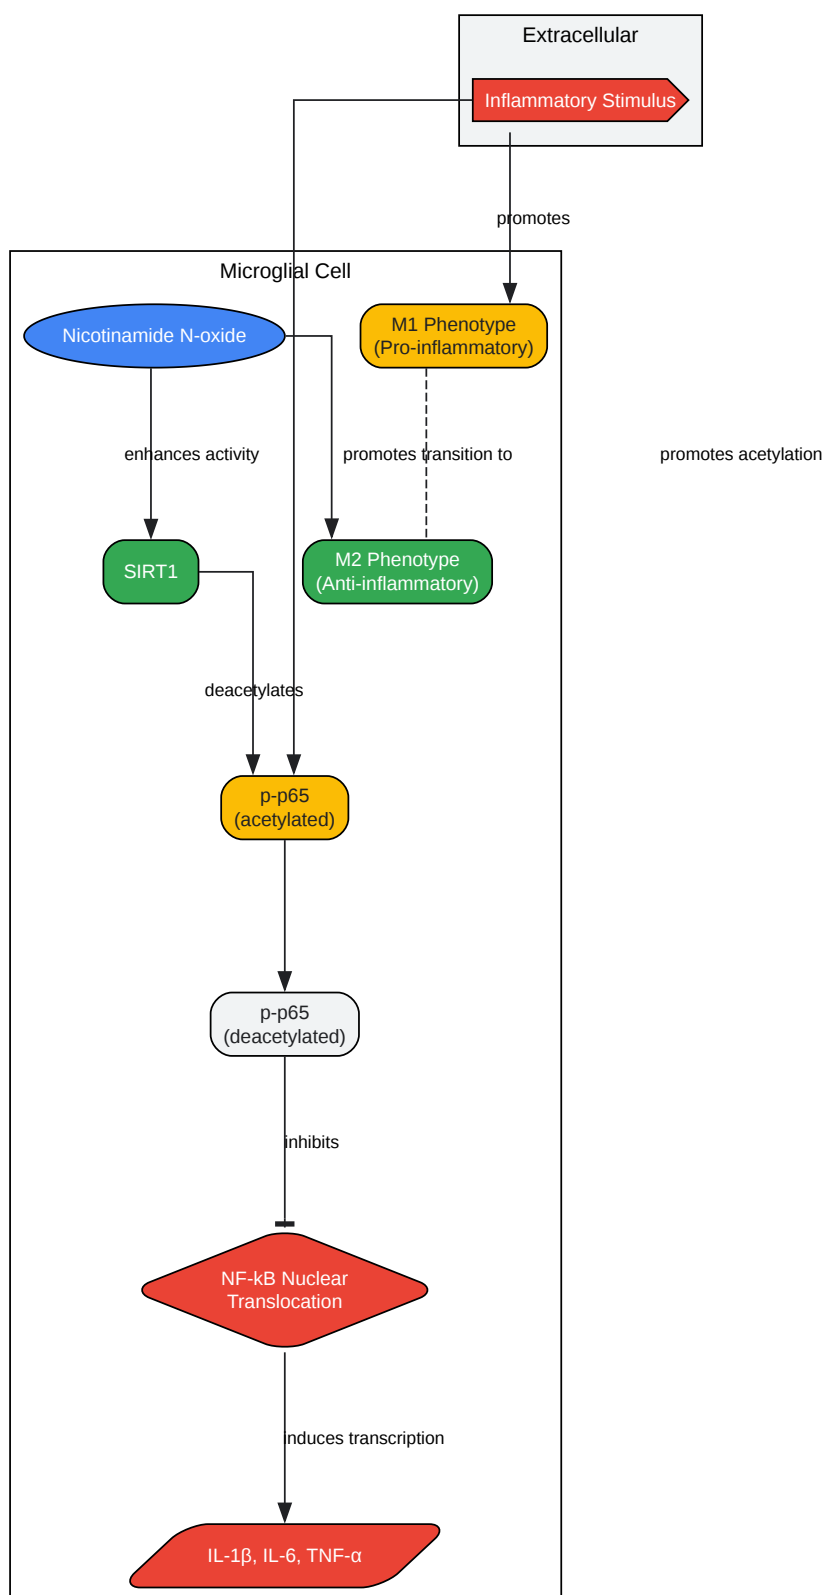 Extracellular
Inflammatory Stimulus
promotes
Microglial Cell
Nicotinamide N-oxide
M1 Phenotype
(Pro-inflammatory)
enhances activity
promotes transition to
promotes acetylation
SIRT1
M2 Phenotype
(Anti-inflammatory)
deacetylates
p-p65
(acetylated)
p-p65
(deacetylated)
inhibits
NF-kB Nuclear
Translocation
induces transcription
IL-1β, IL-6, TNF-α